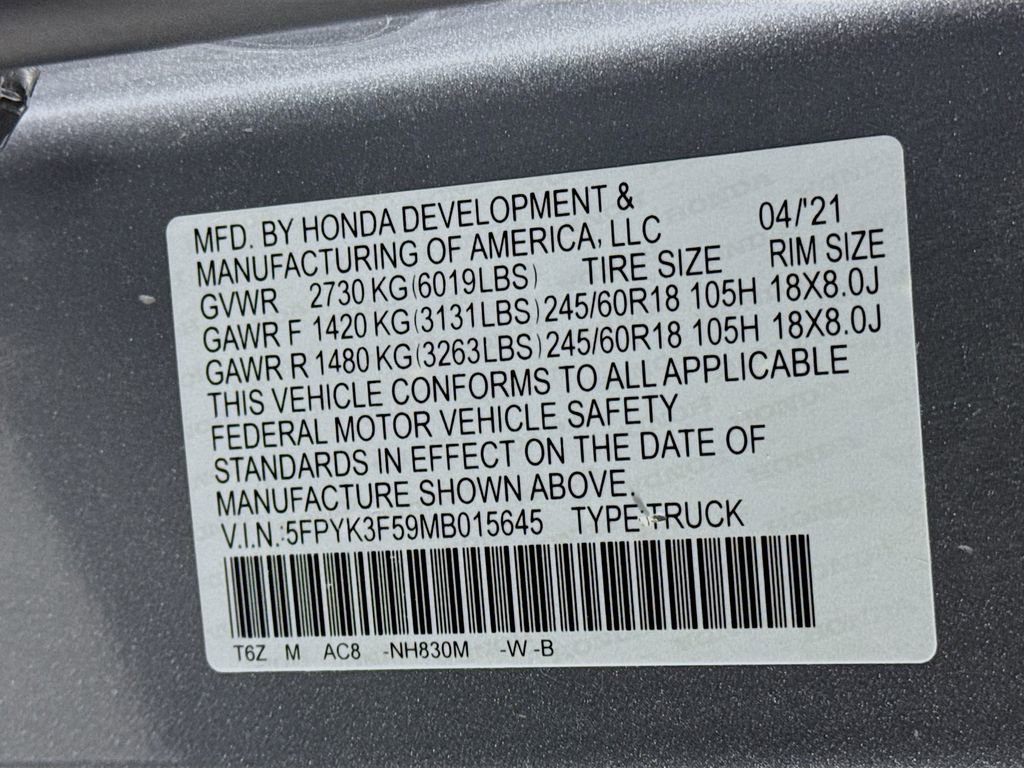 MFD. BY HONDA DEVELOPMENT &
MANUFACTURING OF AMERICA, LLC 04/'21
GVWR 2730 KG(6019LBS) TIRE SIZE RIM SIZE
GAWR F 1420 KG(3131LBS) 245/60R18 105H 18X8.0J
GAWR R 1480 KG(3263LBS) 245/60R18 105H 18X8.0J
THIS VEHICLE CONFORMS TO ALL APPLICABLE
FEDERAL MOTOR VEHICLE SAFETY
STANDARDS IN EFFECT ON THE DATE OF
MANUFACTURE SHOWN ABOVE.
V.I.N.:5FPYK3F59MB015645 TYPE:TRUCK
T6Z M AC8 -NH830M -W -B